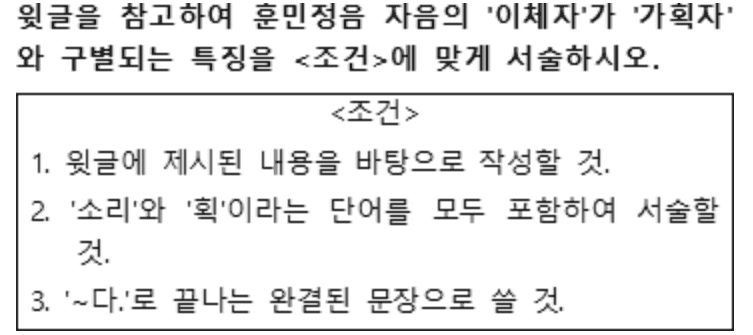 윗글을 참고하여 훈민정음 자음의 '이체자'가 '가획자'
와 구별되는 특징을 <조건>에 맞게 서술하시오.
<조건>
1. 윗글에 제시된 내용을 바탕으로 작성할 것.
2. '소리'와 '획'이라는 단어를 모두 포함하여 서술할
것.
3. '~다.'로 끝나는 완결된 문장으로 쓸 것.